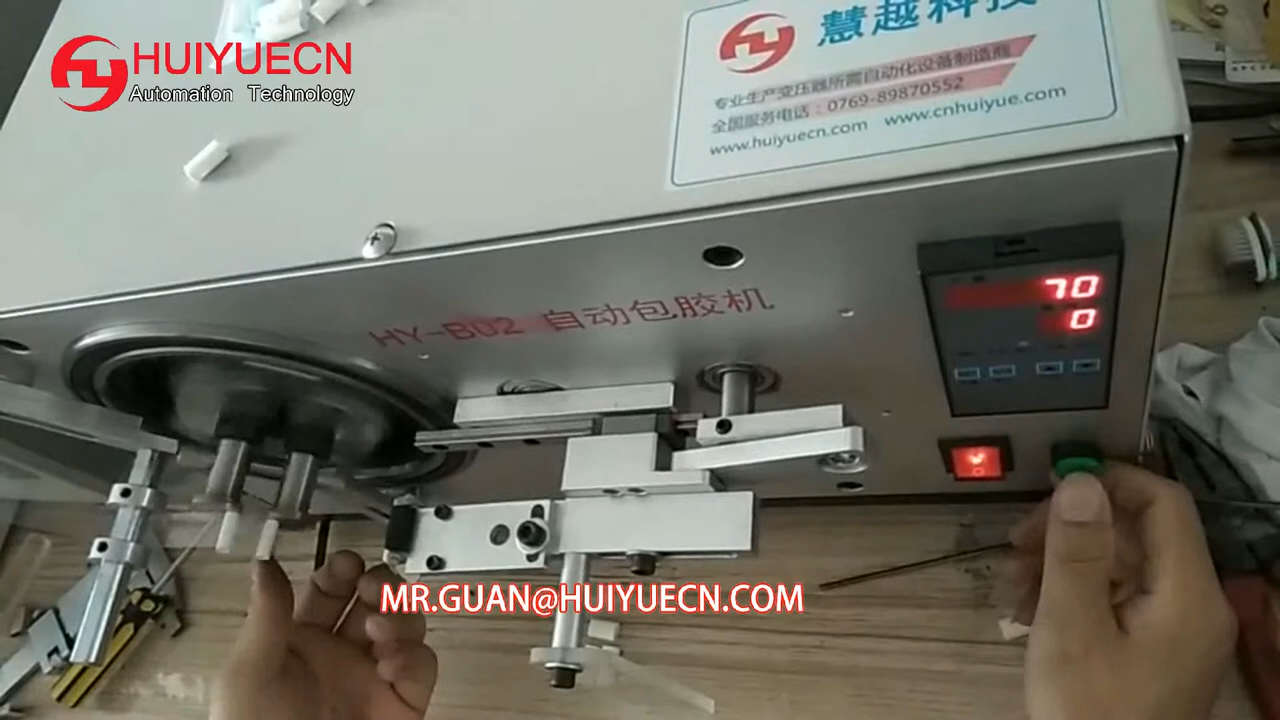 HUIYUECN
Automation Technology
慧越科技
专业生产变压器所需自动化设备制造商
全国服务电话：0769-89870552
www.huiyuecn.com www.cnhuiyue.com
HY-B02 自动包胶机
70
0
MR.GUAN@HUIYUECN.COM